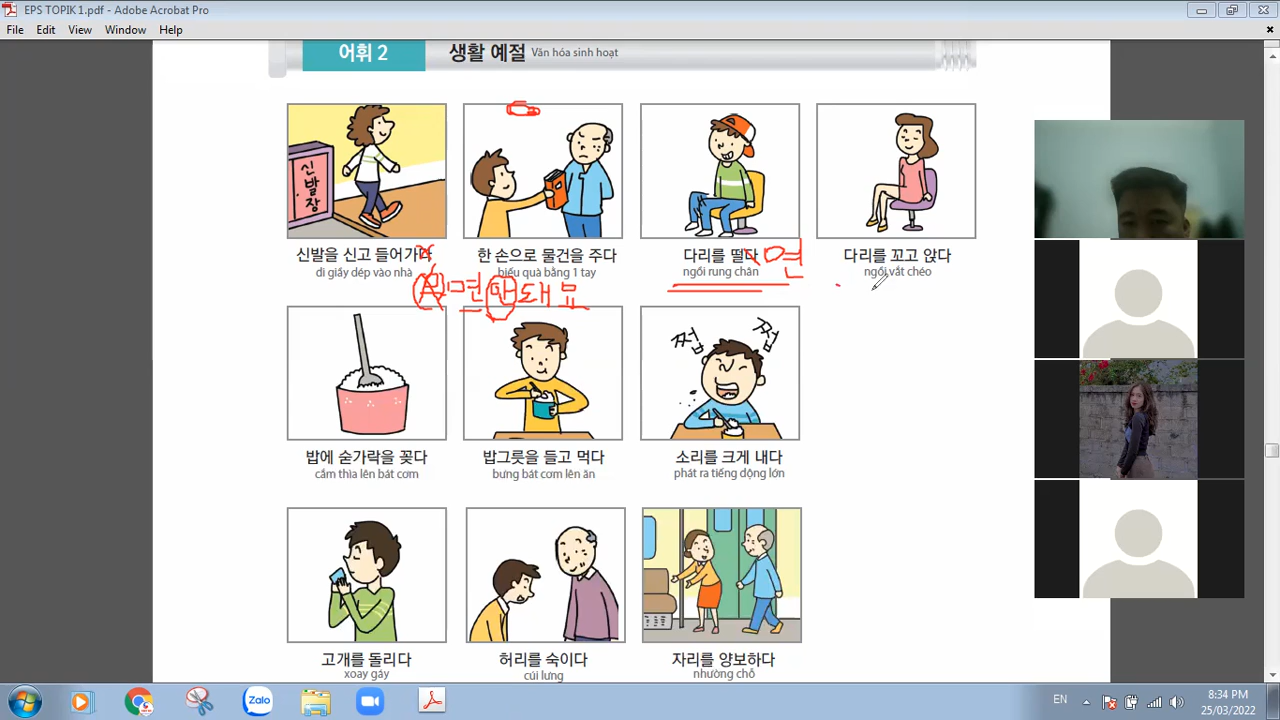 EPS TOPIK 1.pdf - Adobe Acrobat Pro
File Edit View Window Help
어휘 2 생활 예절 Văn hóa sinh hoạt
신발장
신발을 신고 들어가다 한 손으로 물건을 주다 다리를 떨다 다리를 꼬고 앉다
đi giầy dép vào nhà biếu quà bằng 1 tay ngồi rung chân ngồi vắt chéo
면
면 안 돼요
쩝 쩝
밥에 숟가락을 꽂다 밥그릇을 들고 먹다 소리를 크게 내다
cắm thìa lên bát cơm bưng bát cơm lên ăn phát ra tiếng động lớn
고개를 돌리다 허리를 숙이다 자리를 양보하다
xoay gáy cúi lưng nhường chỗ
Zalo
EN 8:34 PM
25/03/2022